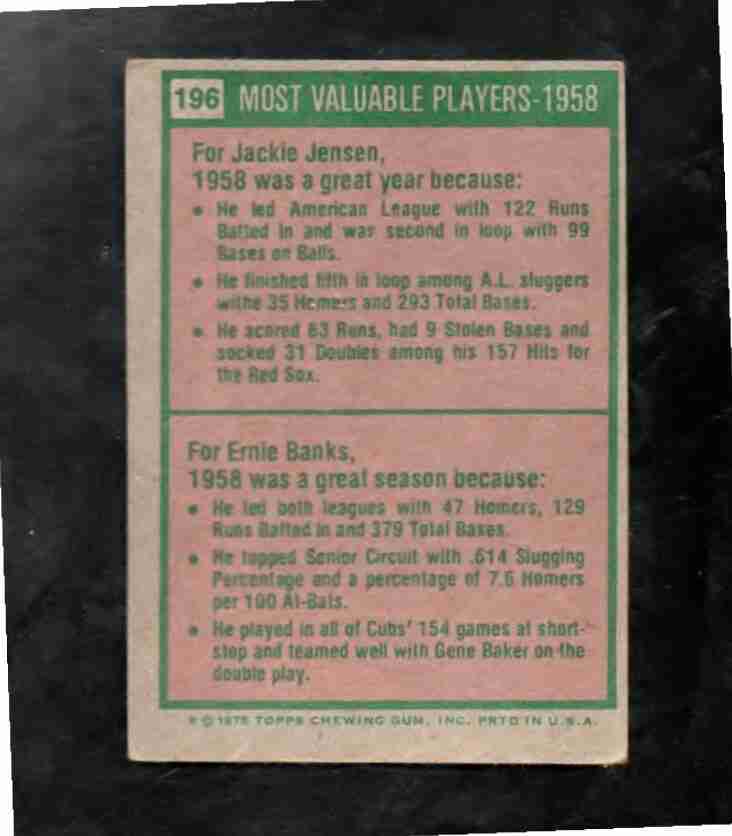 196 MOST VALUABLE PLAYERS-1958
For Jackie Jensen,
1958 was a great year because:
• He led American League with 122 Runs
Batted In and was second in loop with 99
Bases on Balls.
• He finished fifth in loop among A.L. sluggers
withe 35 Homers and 293 Total Bases.
• He scored 83 Runs, had 9 Stolen Bases and
socked 31 Doubles among his 157 Hits for
the Red Sox.
For Ernie Banks,
1958 was a great season because:
• He led both leagues with 47 Homers, 129
Runs Batted In and 379 Total Bases.
• He topped Senior Circuit with .614 Slugging
Percentage and a percentage of 7.6 Homers
per 100 At-Bats.
• He played in all of Cubs' 154 games at short-
stop and teamed well with Gene Baker on the
double play.
© 1975 TOPPS CHEWING GUM, INC. PRTD IN U.S.A.